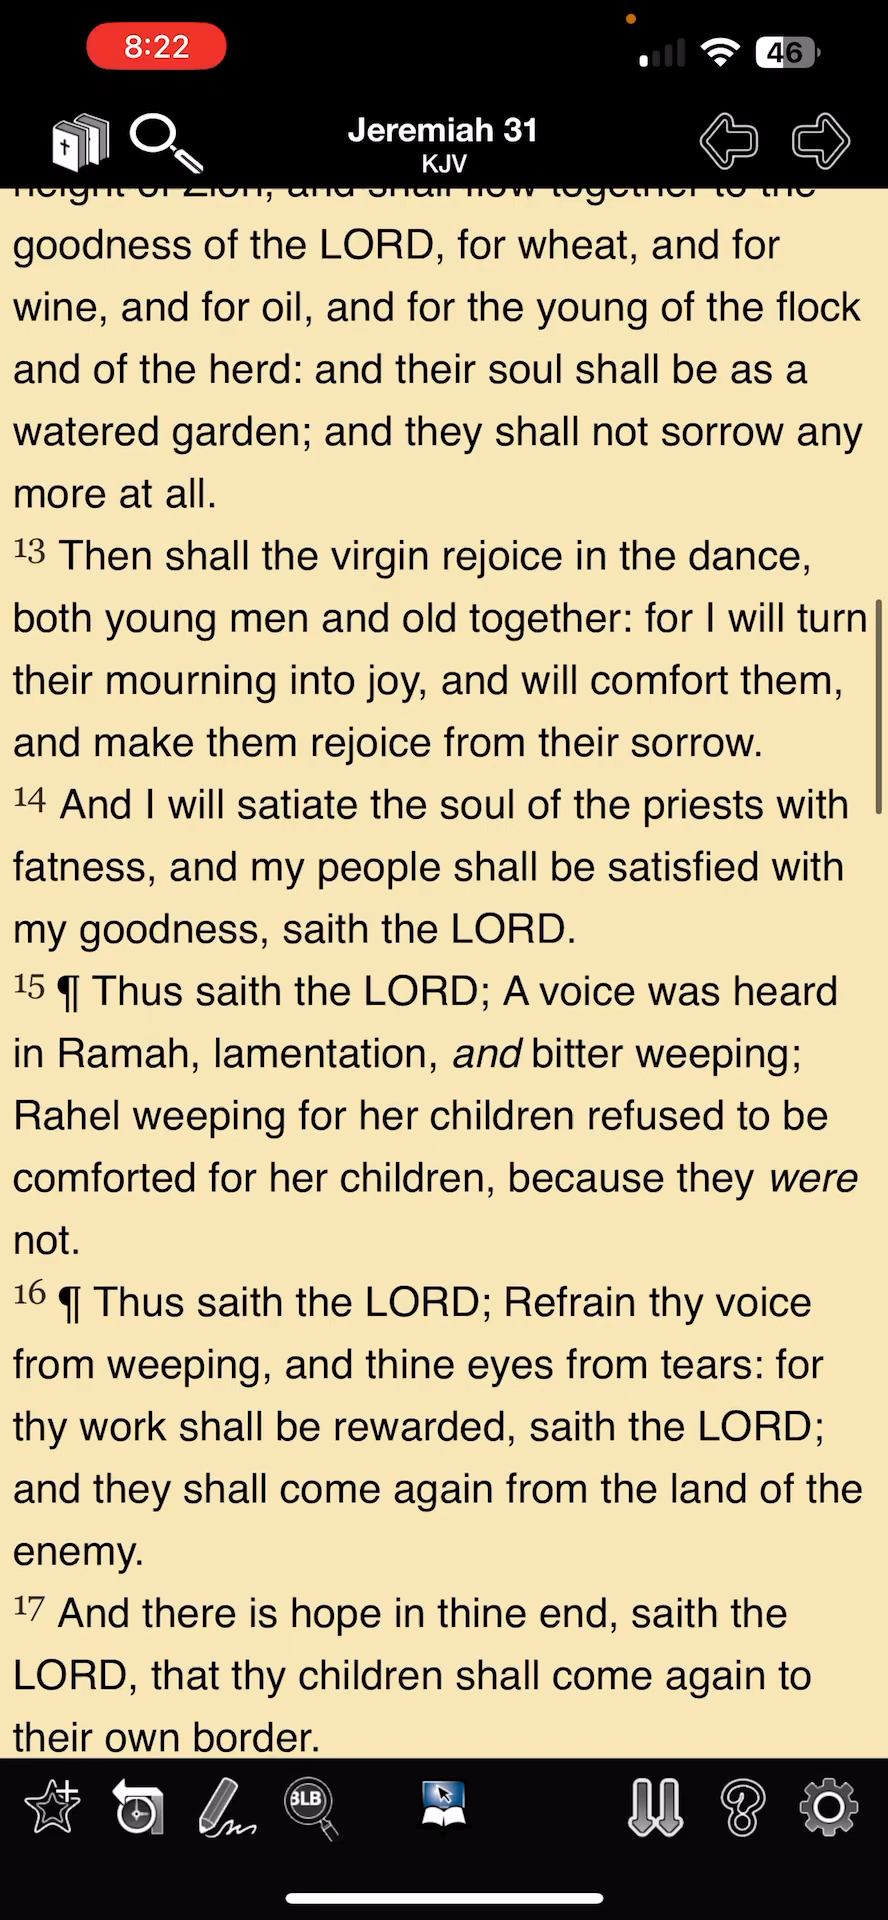 8:22
46
Jeremiah 31
KJV
height of Zion, and shall flow together to the
goodness of the LORD, for wheat, and for
wine, and for oil, and for the young of the flock
and of the herd: and their soul shall be as a
watered garden; and they shall not sorrow any
more at all.
13 Then shall the virgin rejoice in the dance,
both young men and old together: for I will turn
their mourning into joy, and will comfort them,
and make them rejoice from their sorrow.
14 And I will satiate the soul of the priests with
fatness, and my people shall be satisfied with
my goodness, saith the LORD.
15 ¶ Thus saith the LORD; A voice was heard
in Ramah, lamentation, and bitter weeping;
Rahel weeping for her children refused to be
comforted for her children, because they were
not.
16 ¶ Thus saith the LORD; Refrain thy voice
from weeping, and thine eyes from tears: for
thy work shall be rewarded, saith the LORD;
and they shall come again from the land of the
enemy.
17 And there is hope in thine end, saith the
LORD, that thy children shall come again to
their own border.
BLB